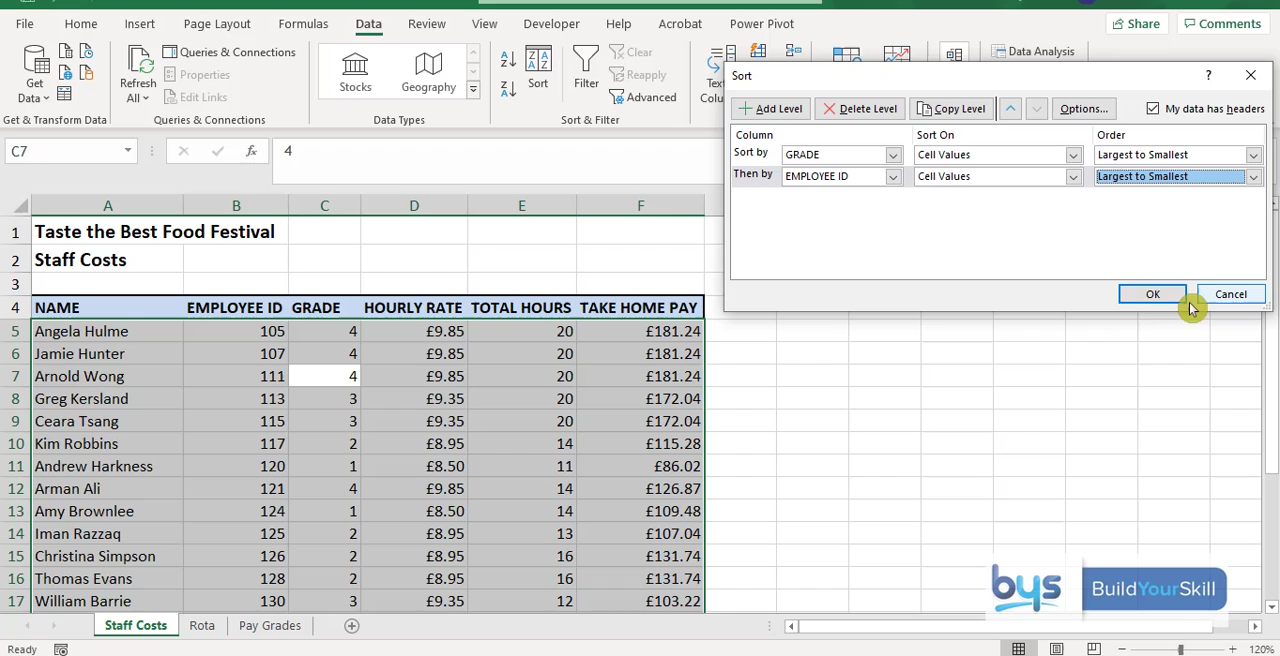 File Home Insert Page Layout Formulas Data Review View Developer Help Acrobat Power Pivot Share Comments
Get Data
Refresh All
Queries & Connections
Properties
Edit Links
Stocks
Geography
Sort
Filter
Clear
Reapply
Advanced
Text
Colu
Data Analysis
Get & Transform Data Queries & Connections Data Types Sort & Filter
Sort ?
Add Level Delete Level Copy Level Options... My data has headers
Column Sort On Order
Sort by GRADE Cell Values Largest to Smallest
Then by EMPLOYEE ID Cell Values Largest to Smallest
OK Cancel
C7 fx 4
A B C D E F
1 Taste the Best Food Festival
2 Staff Costs
3
4 NAME EMPLOYEE ID GRADE HOURLY RATE TOTAL HOURS TAKE HOME PAY
5 Angela Hulme 105 4 £9.85 20 £181.24
6 Jamie Hunter 107 4 £9.85 20 £181.24
7 Arnold Wong 111 4 £9.85 20 £181.24
8 Greg Kersland 113 3 £9.35 20 £172.04
9 Ceara Tsang 115 3 £9.35 20 £172.04
10 Kim Robbins 117 2 £8.95 14 £115.28
11 Andrew Harkness 120 1 £8.50 11 £86.02
12 Arman Ali 121 4 £9.85 14 £126.87
13 Amy Brownlee 124 1 £8.50 14 £109.48
14 Iman Razzaq 125 2 £8.95 13 £107.04
15 Christina Simpson 126 2 £8.95 16 £131.74
16 Thomas Evans 128 2 £8.95 16 £131.74
17 William Barrie 130 3 £9.35 12 £103.22
bys BuildYourSkill
Staff Costs Rota Pay Grades
Ready 120%